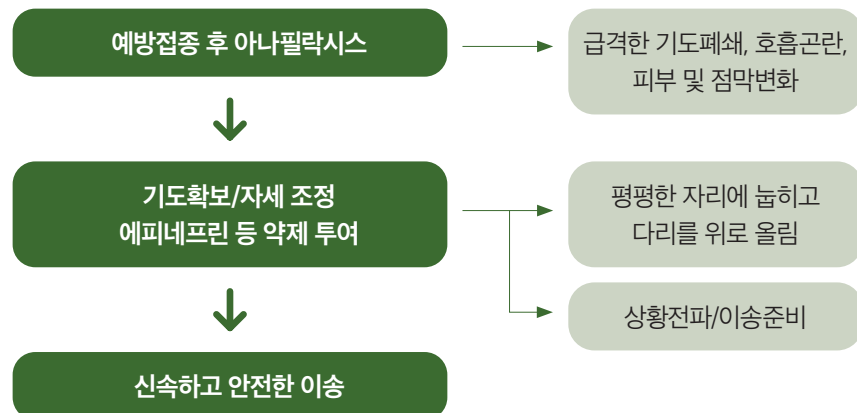 예방접종 후 아나필락시스
급격한 기도폐쇄, 호흡곤란,
피부 및 점막변화
기도확보/자세 조정
에피네프린 등 약제 투여
평평한 자리에 눕히고
다리를 위로 올림
상황전파/이송준비
신속하고 안전한 이송